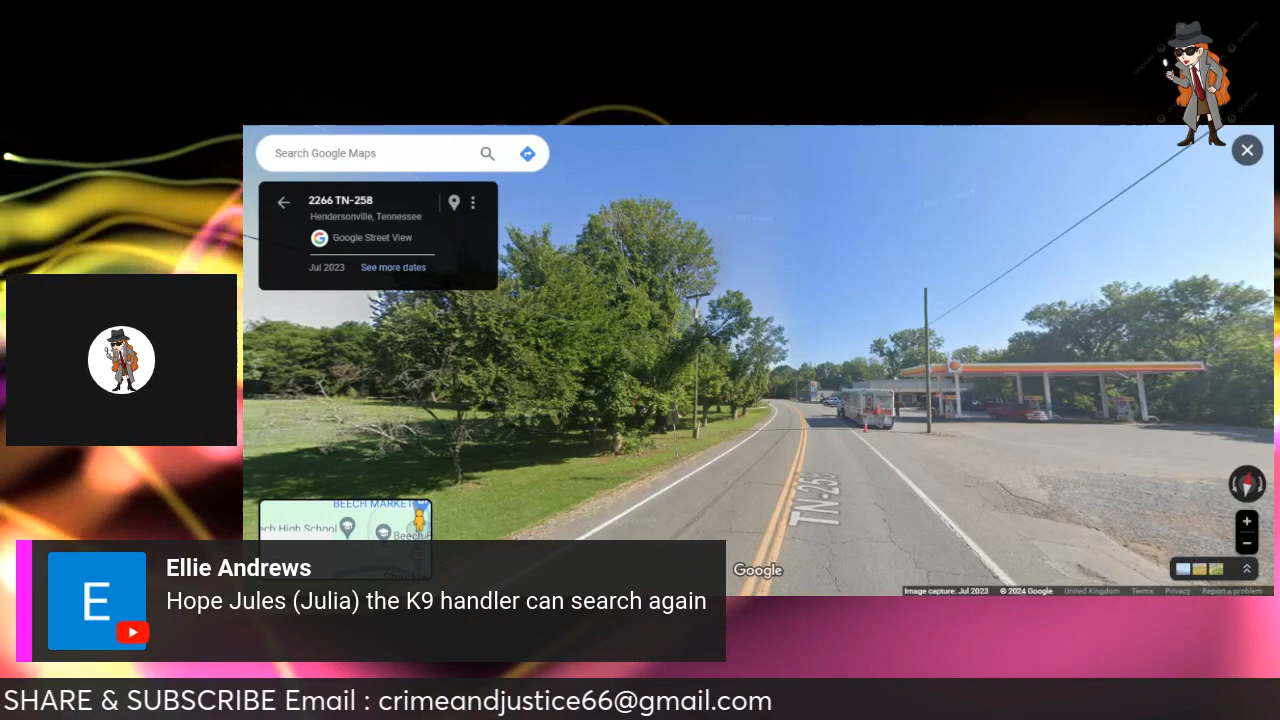 Search Google Maps
2266 TN-258
Hendersonville, Tennessee
Google Street View
Jul 2023 See more dates
TN-258
BEECH MARKET
ech High School
Beech
Google
Image capture: Jul 2023 © 2024 Google United Kingdom Terms Privacy Report a problem
E
Ellie Andrews
Hope Jules (Julia) the K9 handler can search again
SHARE & SUBSCRIBE Email : crimeandjustice66@gmail.com